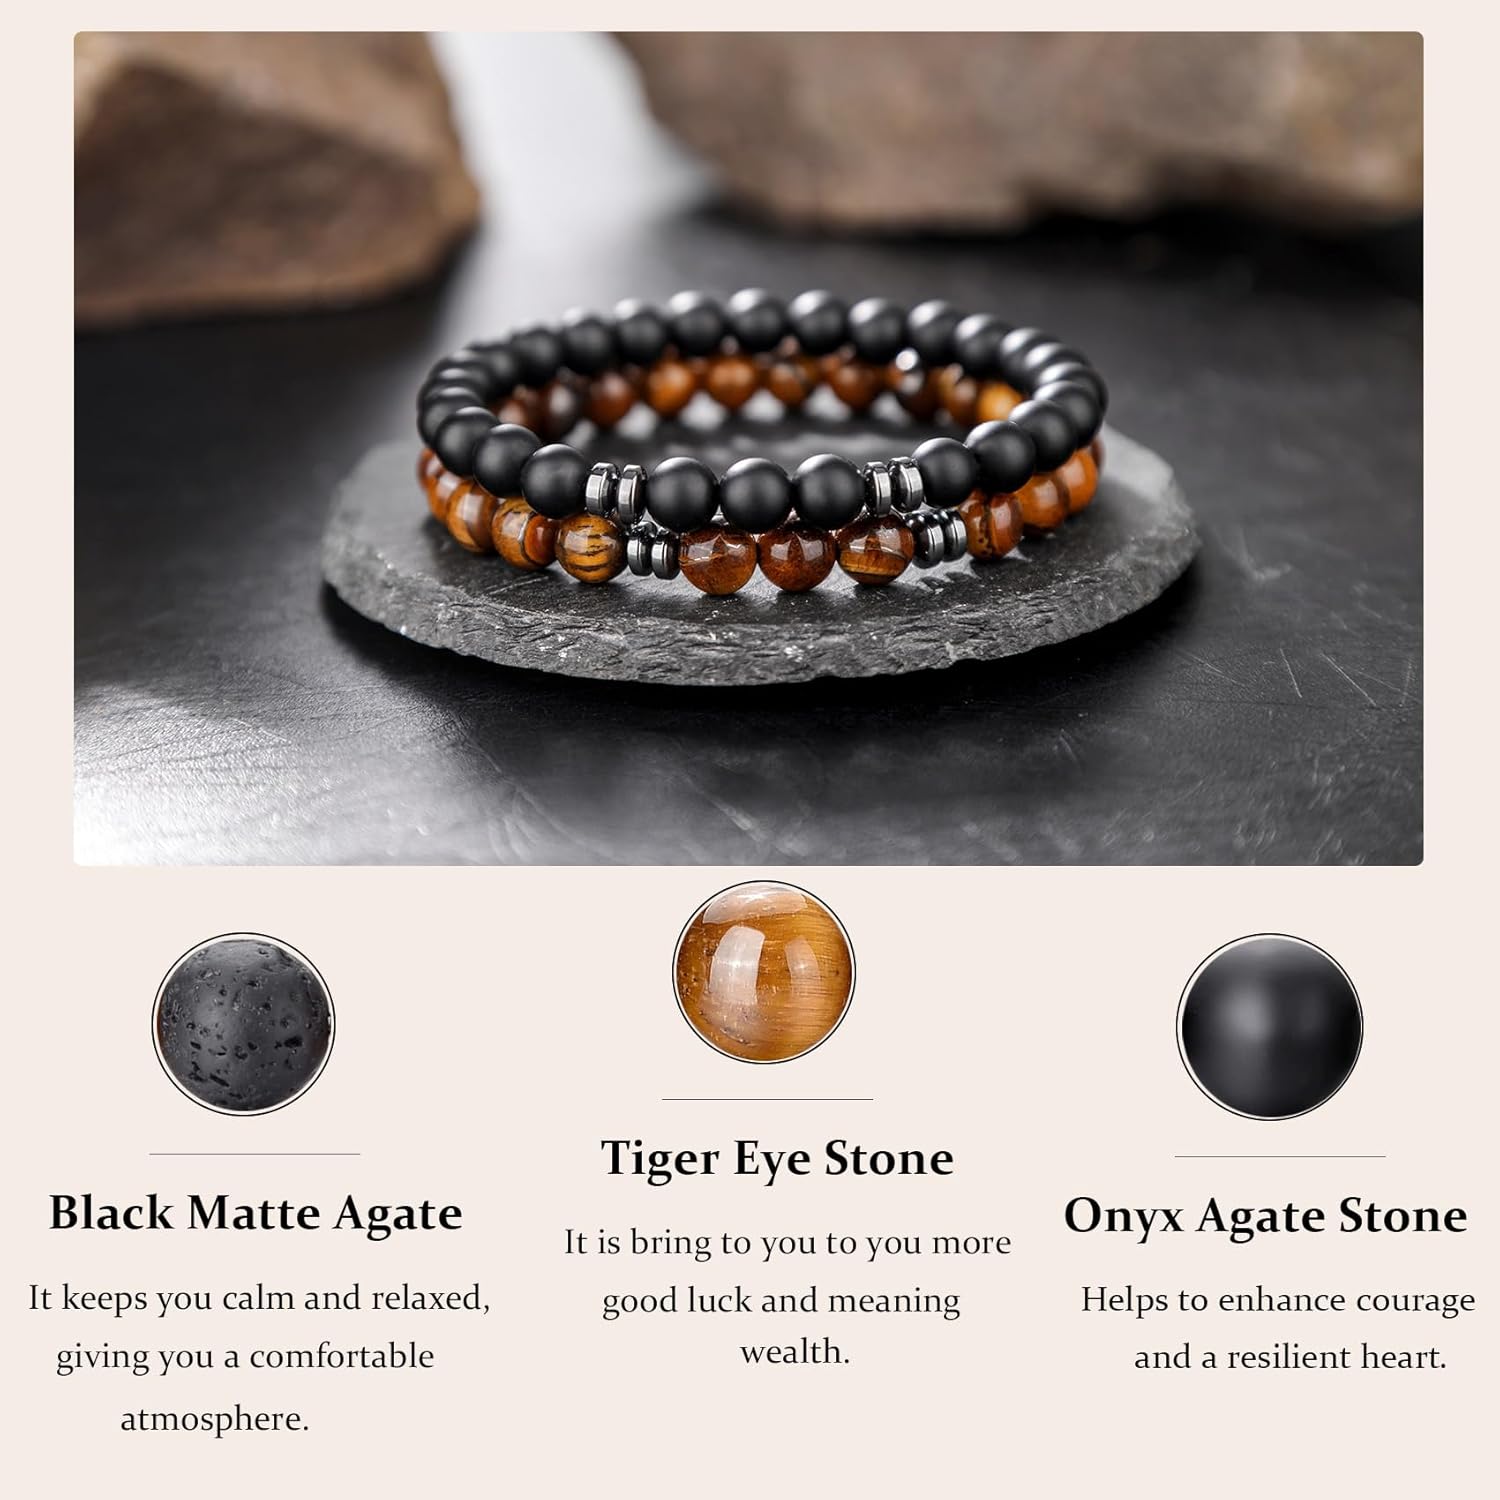 Black Matte Agate
It keeps you calm and relaxed,
giving you a comfortable
atmosphere.
Tiger Eye Stone
It is bring to you to you more
good luck and meaning
wealth.
Onyx Agate Stone
Helps to enhance courage
and a resilient heart.